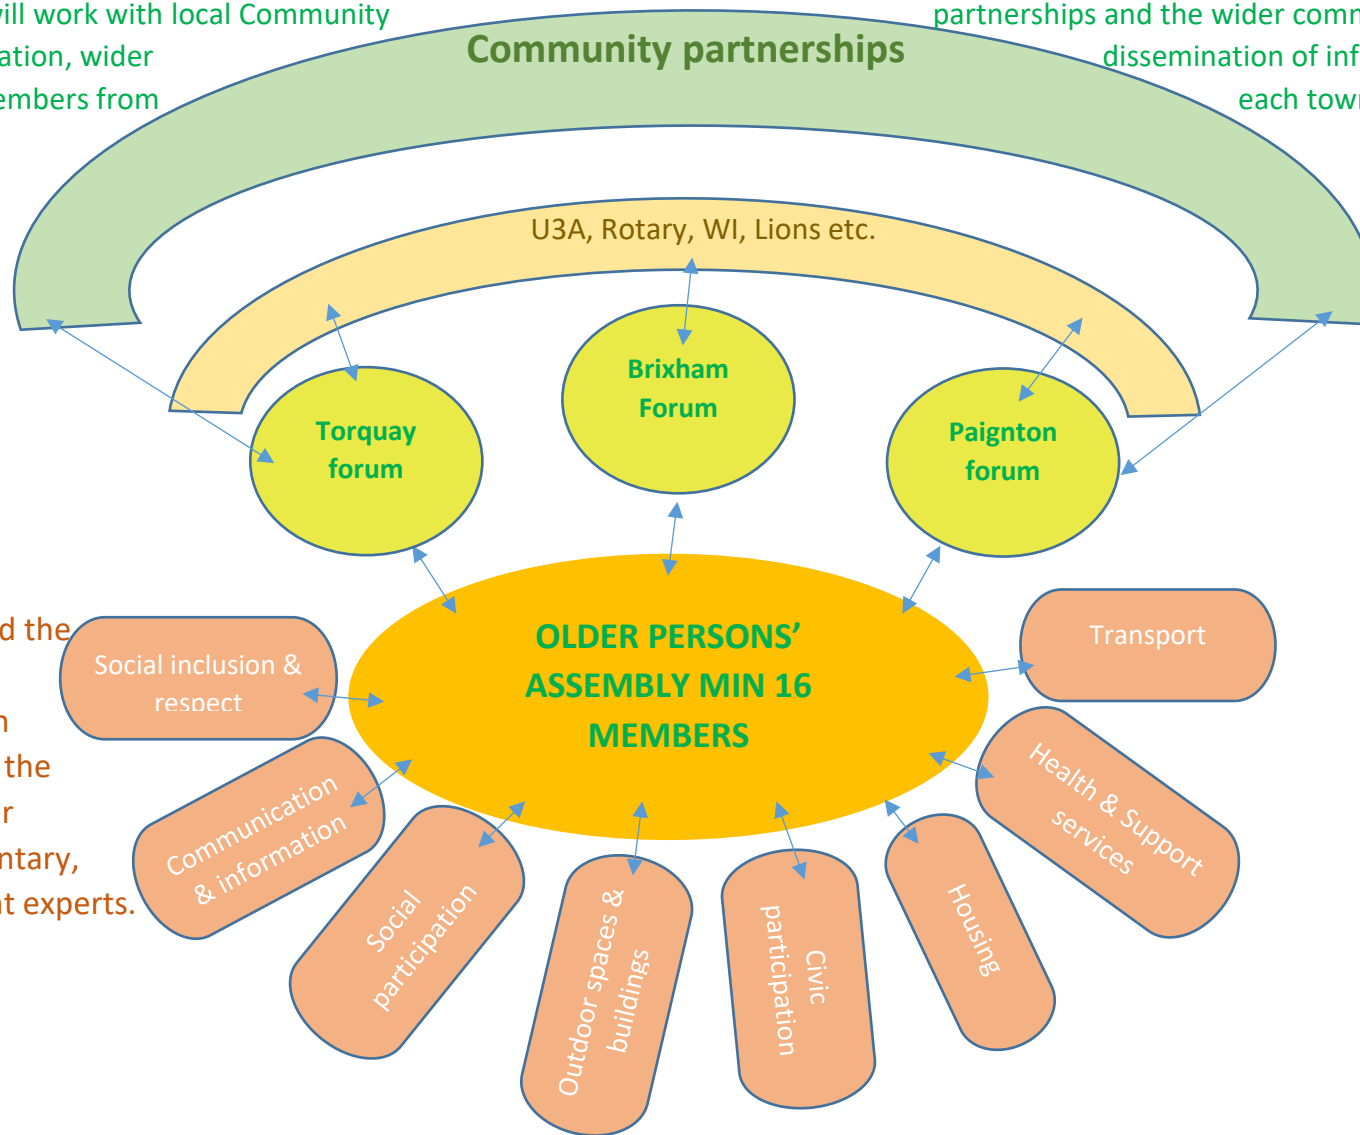 will work with local Community
partnerships and the wider comm
ation, wider
dissemination of inf
embers from
each town
Community partnerships
U3A, Rotary, WI, Lions etc.
Brixham
Forum
Torquay
forum
Paignton
forum
OLDER PERSONS’
ASSEMBLY MIN 16
MEMBERS
d the
n
the
r
ntary,
t experts.
Social inclusion &
respect
Transport
Communication
& information
Health & Support
services
Social
participation
Outdoor spaces &
buildings
Civic
participation
Housing